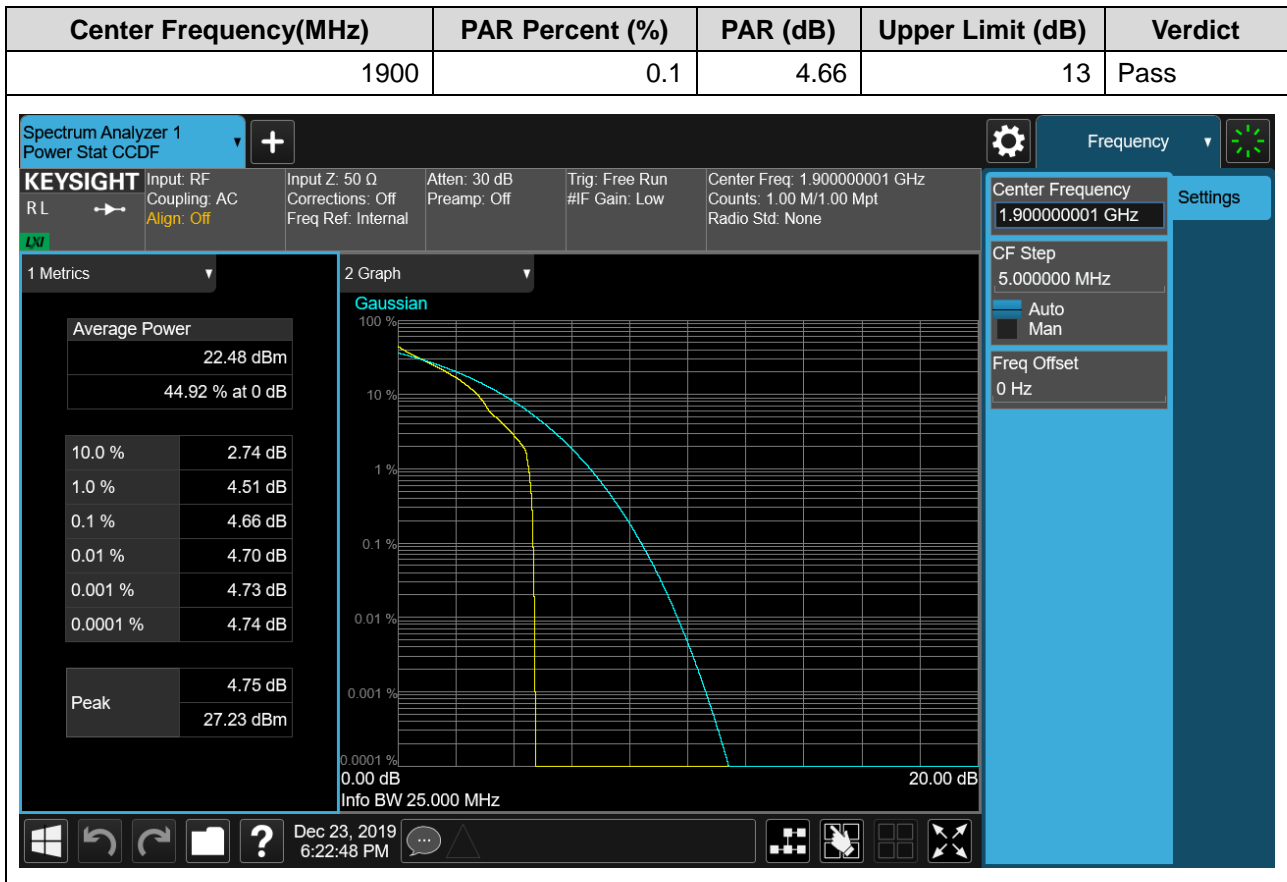 Center Frequency(MHz) PAR Percent (%) PAR (dB) Upper Limit (dB) Verdict
1900 0.1 4.66 13 Pass
Spectrum Analyzer 1
Power Stat CCDF
Frequency
KEYSIGHT
R L
LXI
Input: RF
Coupling: AC
Align: Off
Input Z: 50 Ω
Corrections: Off
Freq Ref: Internal
Atten: 30 dB
Preamp: Off
Trig: Free Run
#IF Gain: Low
Center Freq: 1.900000001 GHz
Counts: 1.00 M/1.00 Mpt
Radio Std: None
Center Frequency
1.900000001 GHz
Settings
CF Step
5.000000 MHz
Auto
Man
Freq Offset
0 Hz
1 Metrics
Average Power
22.48 dBm
44.92 % at 0 dB
10.0 % 2.74 dB
1.0 % 4.51 dB
0.1 % 4.66 dB
0.01 % 4.70 dB
0.001 % 4.73 dB
0.0001 % 4.74 dB
Peak
4.75 dB
27.23 dBm
2 Graph
Gaussian
100 %
10 %
1 %
0.1 %
0.01 %
0.001 %
0.0001 %
0.00 dB 20.00 dB
Info BW 25.000 MHz
?
Dec 23, 2019
6:22:48 PM